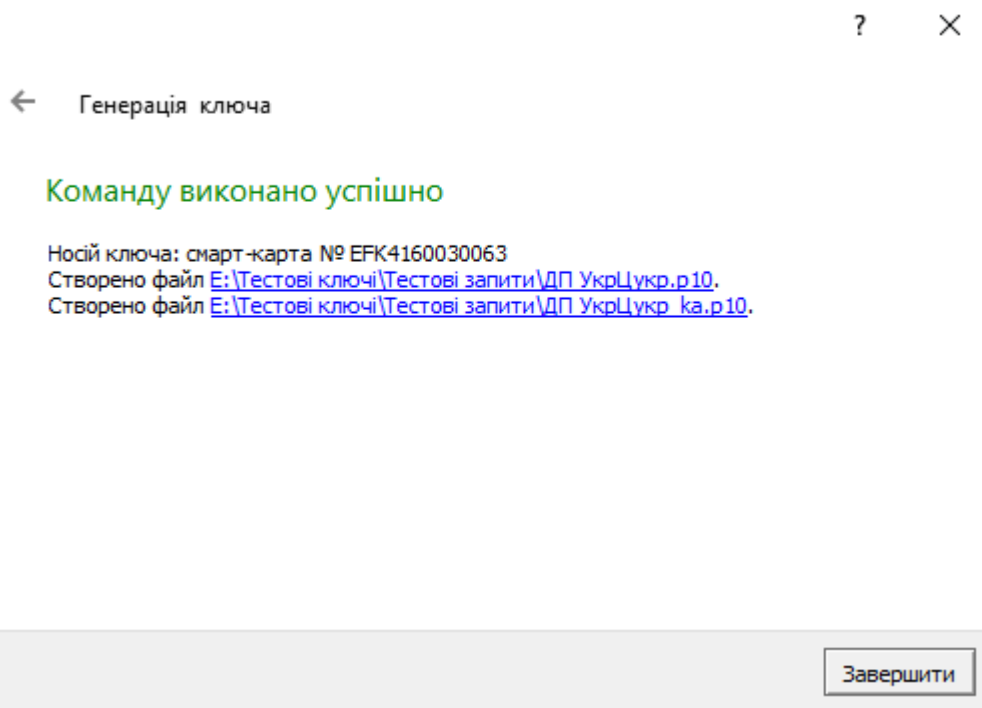 ?
Генерація ключа
Команду виконано успішно
Носій ключа: смарт-карта № EFK4160030063
Створено файл E:\Тестові ключі\Тестові запити\ДП УкрЦукр.p10.
Створено файл E:\Тестові ключі\Тестові запити\ДП УкрЦукр_ka.p10.
Завершити